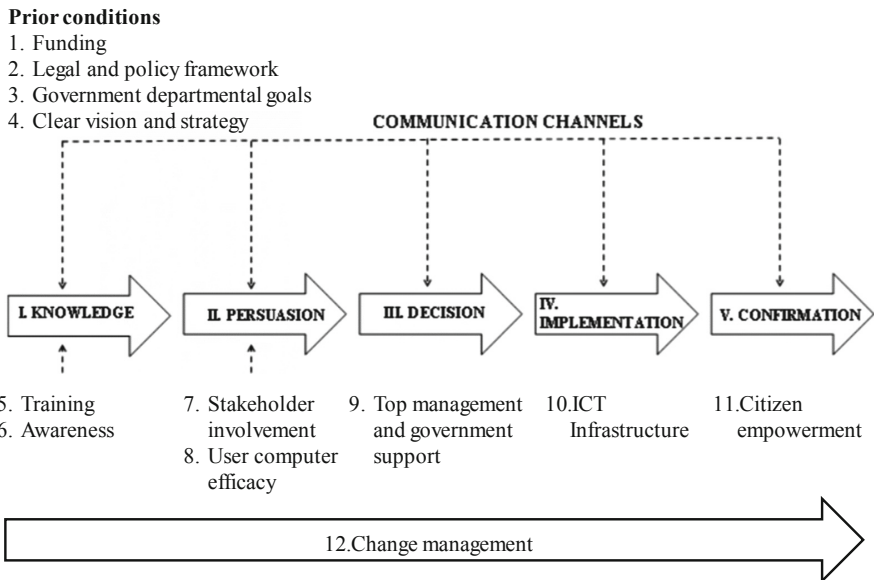 Prior conditions
1. Funding
2. Legal and policy framework
3. Government departmental goals
4. Clear vision and strategy
COMMUNICATION CHANNELS
I. KNOWLEDGE
II. PERSUASION
III. DECISION
IV.
IMPLEMENTATION
V. CONFIRMATION
5. Training
6. Awareness
7. Stakeholder
involvement
8. User computer
efficacy
9. Top management
and government
support
10.ICT
Infrastructure
11.Citizen
empowerment
12.Change management